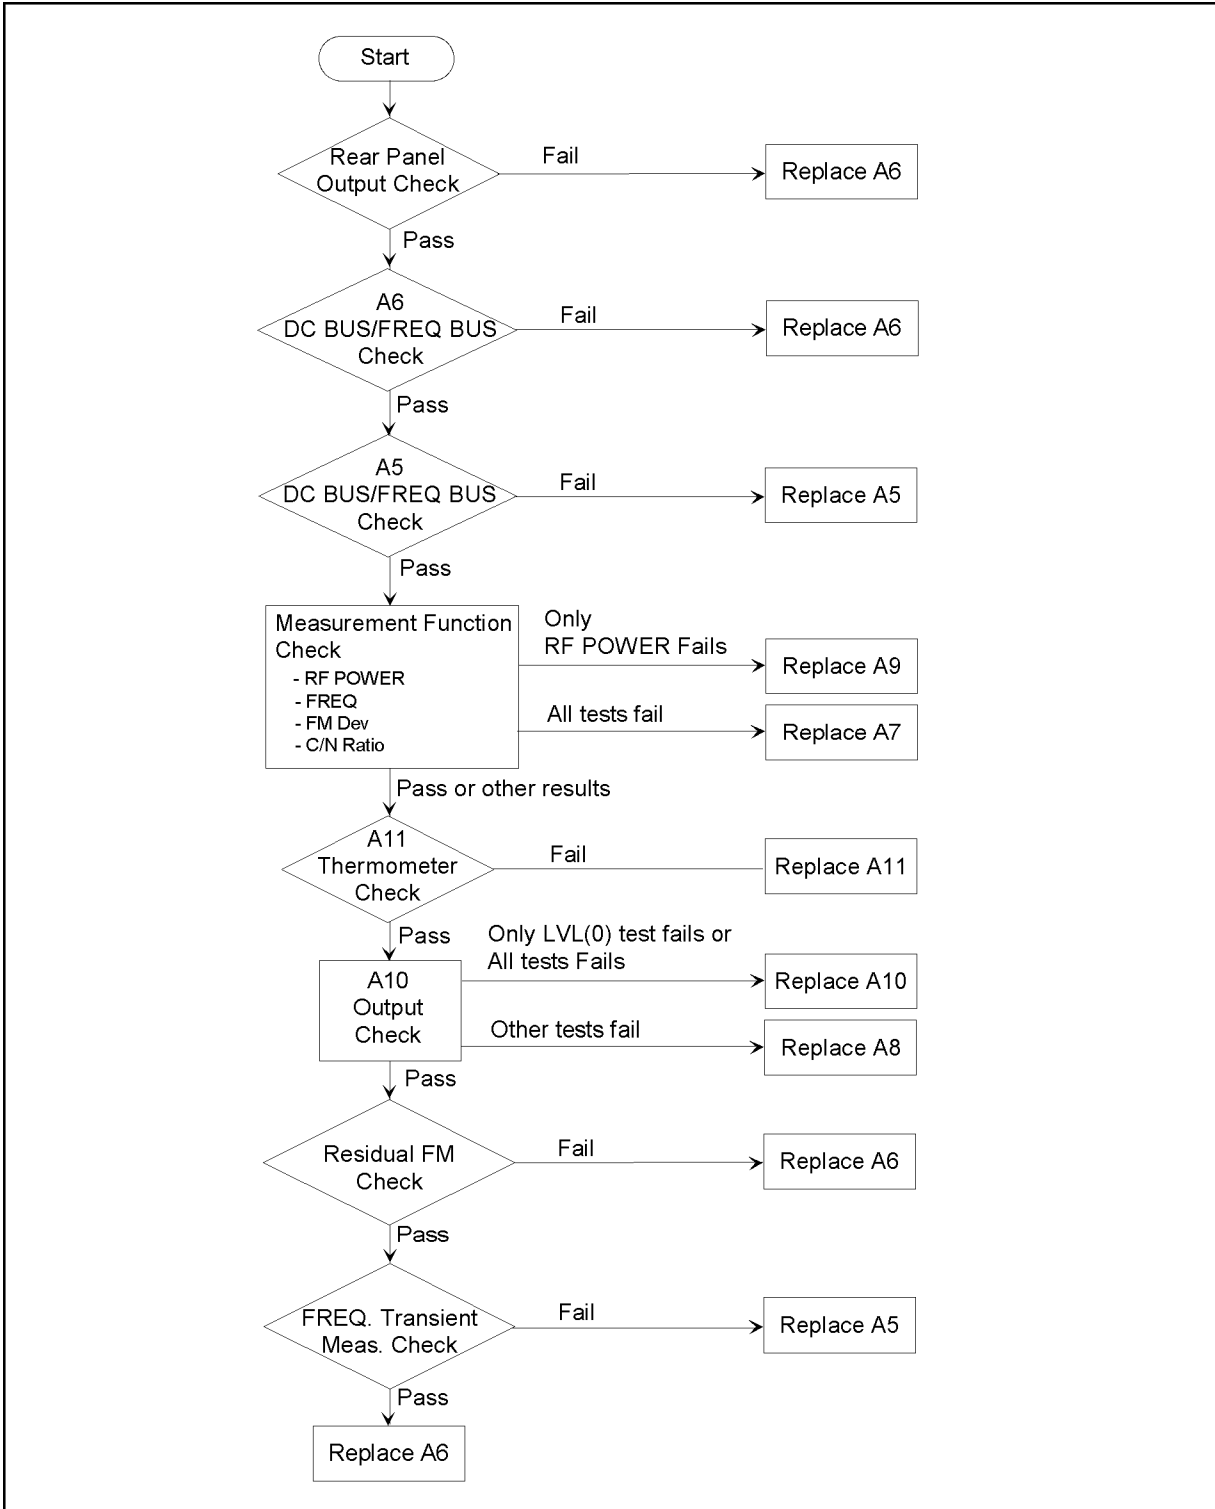 Start
Rear Panel
Output Check
Fail
Replace A6
Pass
A6
DC BUS/FREQ BUS
Check
Fail
Replace A6
Pass
A5
DC BUS/FREQ BUS
Check
Fail
Replace A5
Pass
Measurement Function
Check
- RF POWER
- FREQ
- FM Dev
- C/N Ratio
Only
RF POWER Fails
Replace A9
All tests fail
Replace A7
Pass or other results
A11
Thermometer
Check
Fail
Replace A11
Pass
A10
Output
Check
Only LVL(0) test fails or
All tests Fails
Replace A10
Other tests fail
Replace A8
Pass
Residual FM
Check
Fail
Replace A6
Pass
FREQ. Transient
Meas. Check
Fail
Replace A5
Pass
Replace A6